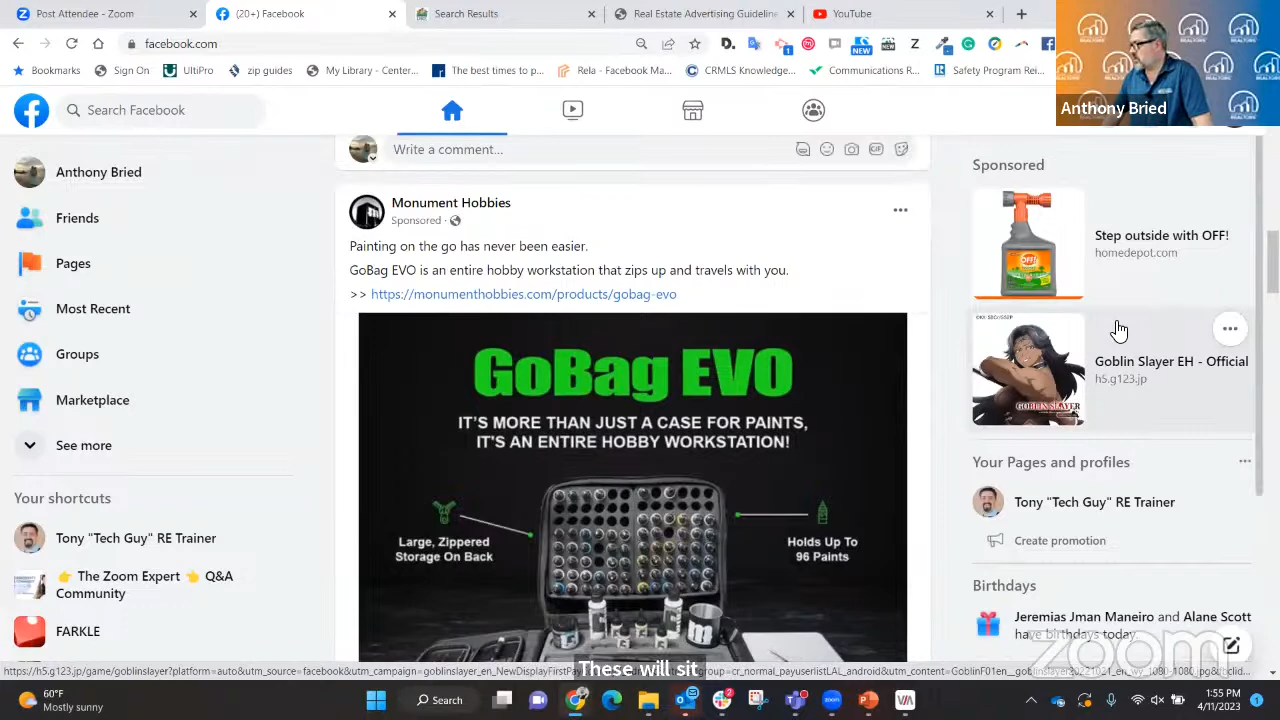 Post Attendee - Zoom
(20+) Facebook
Search Results
Real Estate Advertising Guideline
YouTube
facebook.com
Bookmarks
Sign On
UltiPro
zip guides
My Library - Center...
The best times to p...
Rela - Facebook Ma...
CRMLS Knowledge...
Communications R...
Safety Program Rei...
Anthony Bried
Search Facebook
Anthony Bried
Friends
Pages
Most Recent
Groups
Marketplace
See more
Your shortcuts
Tony "Tech Guy" RE Trainer
The Zoom Expert
Q&A
Community
FARKLE
Write a comment...
Monument Hobbies
Sponsored ·
Painting on the go has never been easier.
GoBag EVO is an entire hobby workstation that zips up and travels with you.
>> https://monumenthobbies.com/products/gobag-evo
GoBag EVO
IT'S MORE THAN JUST A CASE FOR PAINTS,
IT'S AN ENTIRE HOBBY WORKSTATION!
Large, Zippered
Storage On Back
Holds Up To
96 Paints
Sponsored
OFF!
Step outside with OFF!
homedepot.com
GOBLIN SLAYER
Goblin Slayer EH - Official
h5.g123.jp
Your Pages and profiles
Tony "Tech Guy" RE Trainer
Create promotion
Birthdays
Jeremias Jman Maneiro and Alane Scott
have birthdays today.
zoom
These will sit
60°F
Mostly sunny
Search
1:55 PM
4/11/2023